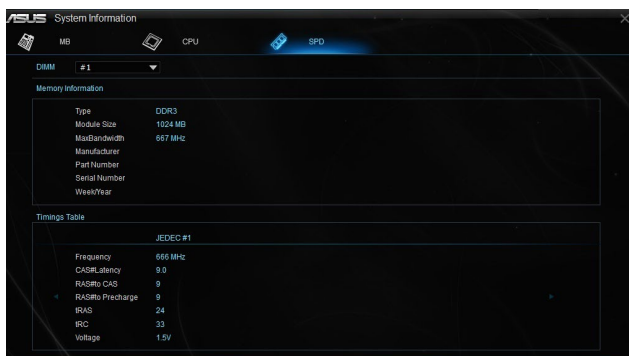 ASUS System Information
MB CPU SPD
DIMM #1
Memory Information
Type DDR3
Module Size 1024 MB
MaxBandwidth 667 MHz
Manufacturer
Part Number
Serial Number
Week/Year
Timings Table
JEDEC #1
Frequency 666 MHz
CAS#Latency 9.0
RAS#to CAS 9
RAS#to Precharge 9
tRAS 24
tRC 33
Voltage 1.5V